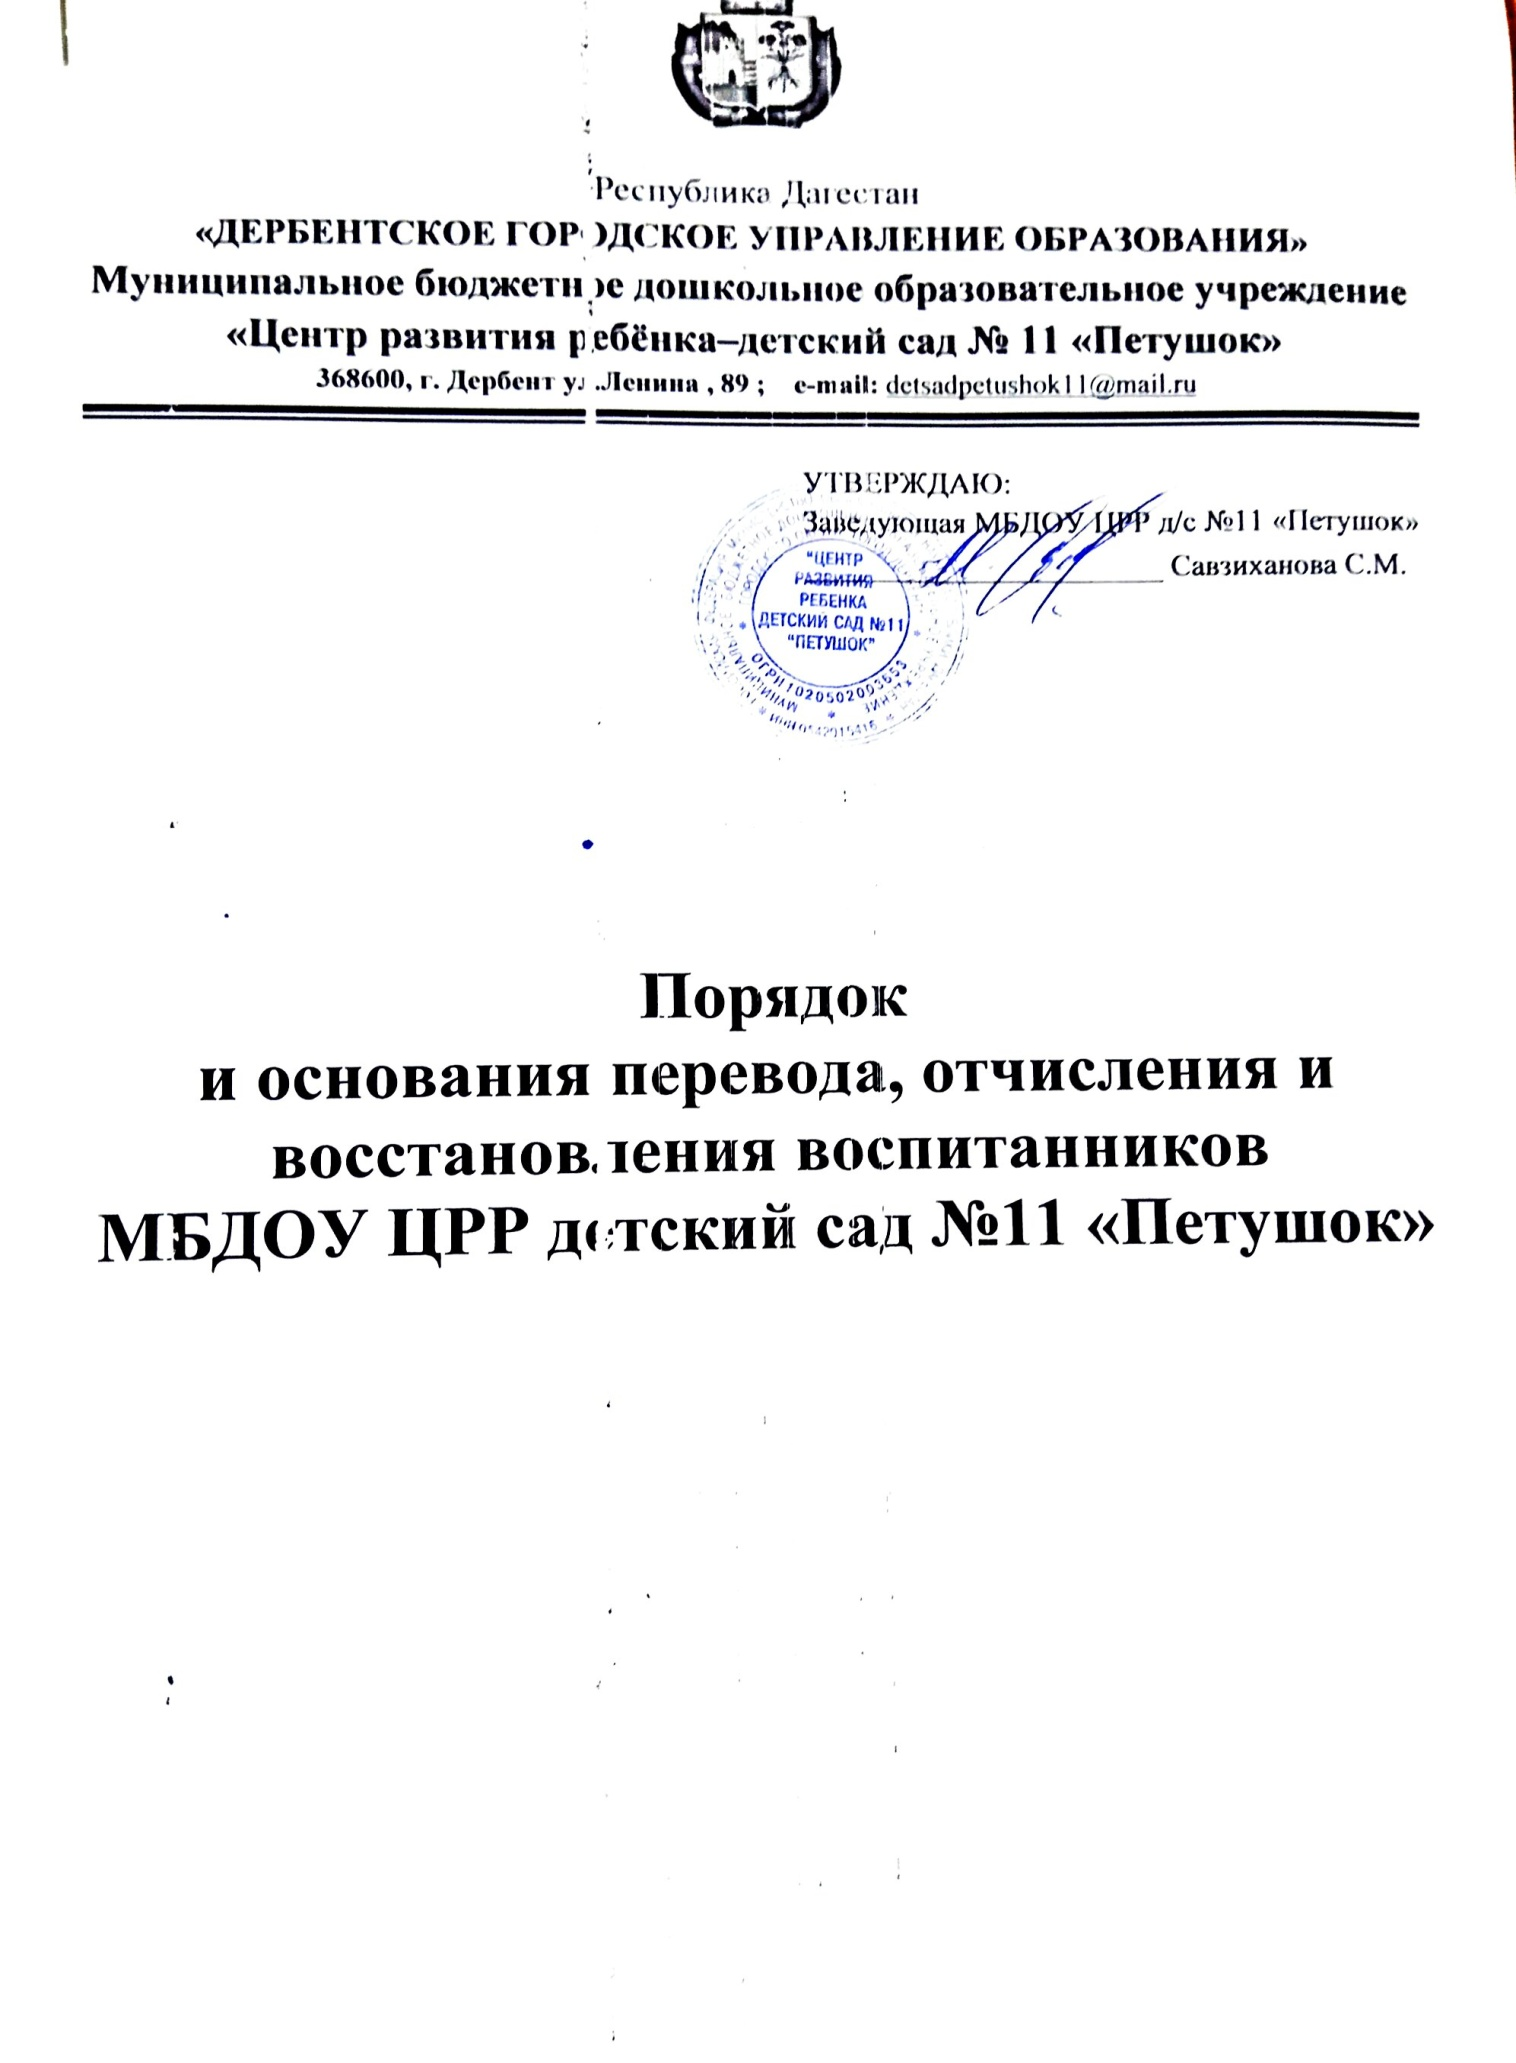 Республика Дагестан
«ДЕРБЕНТСКОЕ ГОРОДСКОЕ УПРАВЛЕНИЕ ОБРАЗОВАНИЯ»
Муниципальное бюджетное дошкольное образовательное учреждение
«Центр развития ребёнка–детский сад № 11 «Петушок»
368600, г. Дербент ул.Ленина , 89 ; e-mail: detsadpetushok11@mail.ru
УТВЕРЖДАЮ:
Заведующая МБДОУ ЦРР д/с №11 «Петушок»
Савзиханова С.М.
"ЦЕНТР
РАЗВИТИЯ
РЕБЕНКА
ДЕТСКИЙ САД №11
"ПЕТУШОК"
ОГРН 1020502093653
Порядок
и основания перевода, отчисления и
восстановления воспитанников
МБДОУ ЦРР детский сад №11 «Петушок»